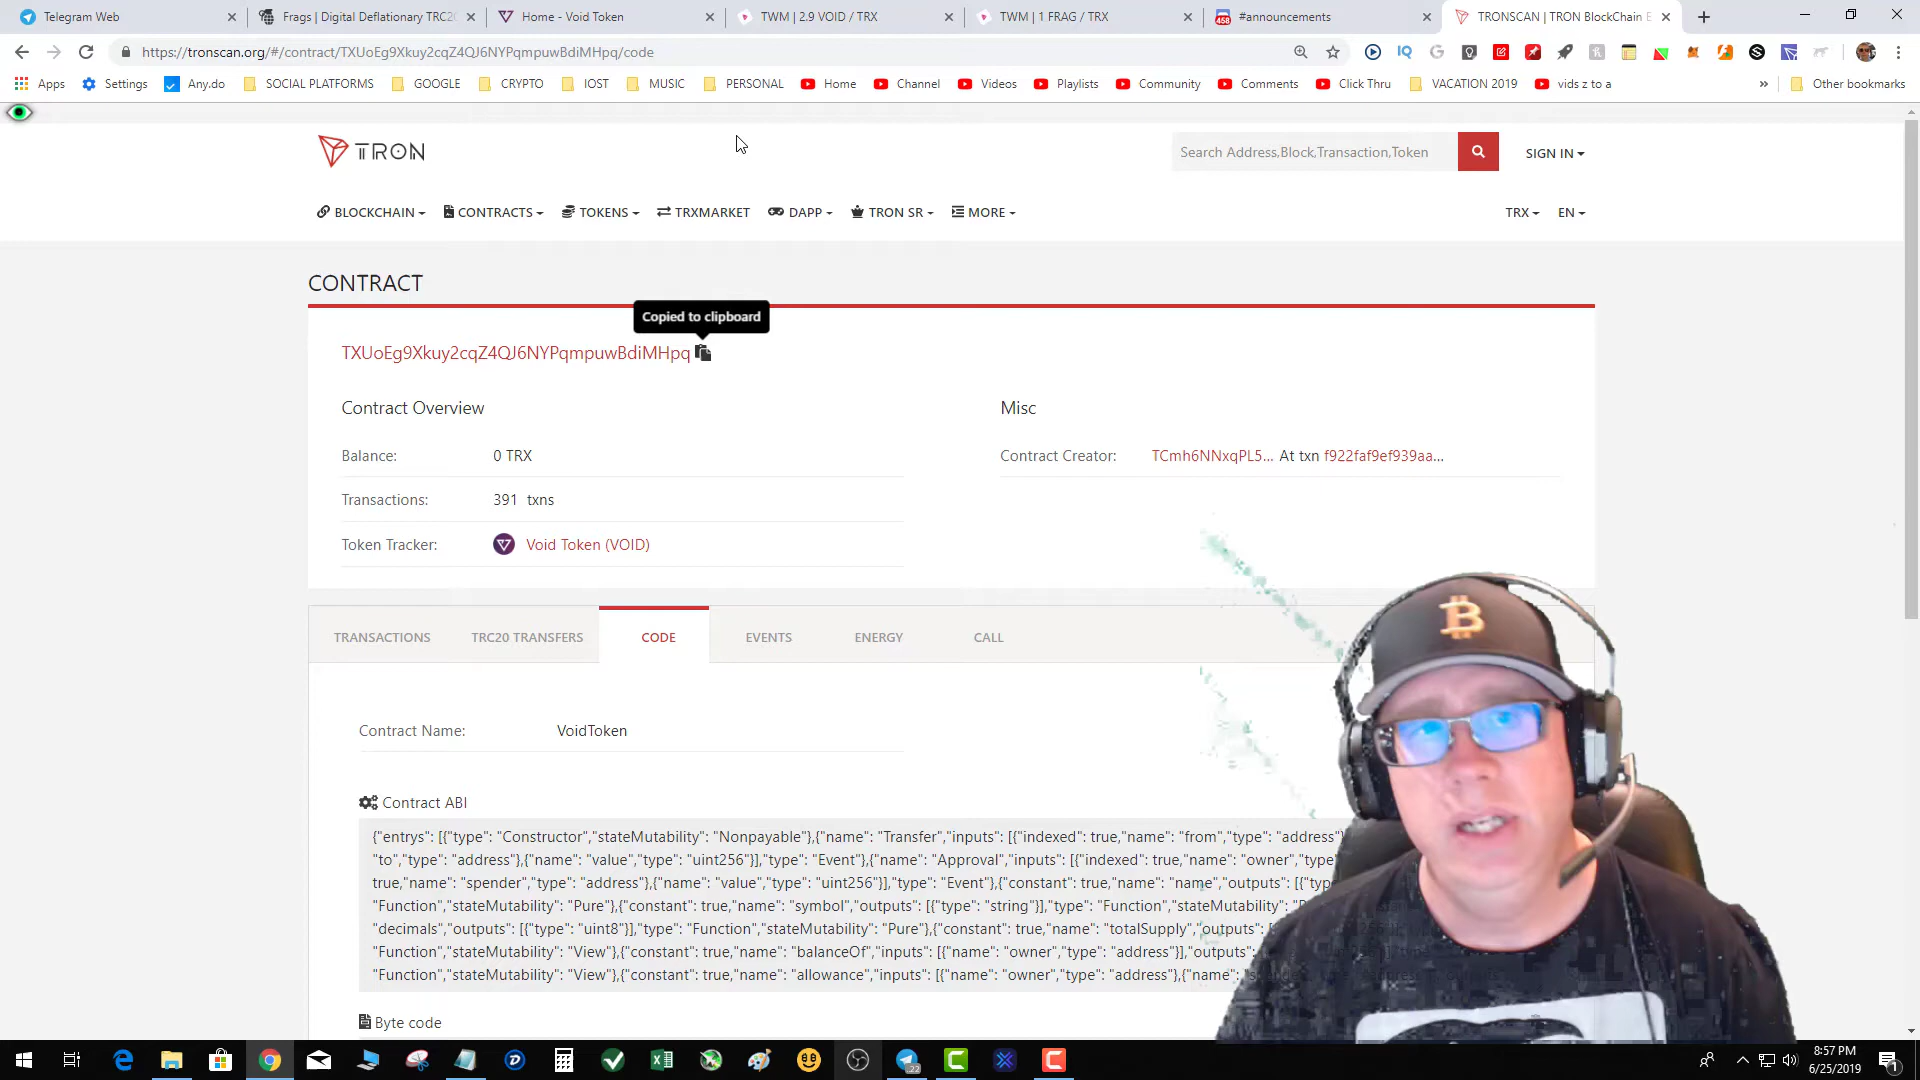 Telegram Web
Frags | Digital Deflationary TRC20
Home - Void Token
TWM | 2.9 VOID / TRX
TWM | 1 FRAG / TRX
458
#announcements
TRONSCAN | TRON BlockChain E
https://tronscan.org/#/contract/TXUoEg9Xkuy2cqZ4QJ6NYPqmpuwBdiMHpq/code
Apps
Settings
Any.do
SOCIAL PLATFORMS
GOOGLE
CRYPTO
IOST
MUSIC
PERSONAL
Home
Channel
Videos
Playlists
Community
Comments
Click Thru
VACATION 2019
vids z to a
»
Other bookmarks
TRON
Search Address,Block,Transaction,Token
SIGN IN
BLOCKCHAIN
CONTRACTS
TOKENS
TRXMARKET
DAPP
TRON SR
MORE
TRX
EN
CONTRACT
Copied to clipboard
TXUoEg9Xkuy2cqZ4QJ6NYPqmpuwBdiMHpq
Contract Overview
Misc
Balance: 0 TRX
Contract Creator: TCmh6NNxqPL5... At txn f922faf9ef939aa...
Transactions: 391 txns
Token Tracker: Void Token (VOID)
TRANSACTIONS
TRC20 TRANSFERS
CODE
EVENTS
ENERGY
CALL
Contract Name: VoidToken
Contract ABI
{"entrys": [{"type": "Constructor","stateMutability": "Nonpayable"},{"name": "Transfer","inputs": [{"indexed": true,"name": "from","type": "address"}
"to","type": "address"},{"name": "value","type": "uint256"}],"type": "Event"},{"name": "Approval","inputs": [{"indexed": true,"name": "owner","type
true,"name": "spender","type": "address"},{"name": "value","type": "uint256"}],"type": "Event"},{"constant": true,"name": "name","outputs": [{"type
"Function","stateMutability": "Pure"},{"constant": true,"name": "symbol","outputs": [{"type": "string"}],"type": "Function","stateMutability":
decimals","outputs": [{"type": "uint8"}],"type": "Function","stateMutability": "Pure"},{"constant": true,"name": "totalSupply","outputs":
"Function","stateMutability": "View"},{"constant": true,"name": "balanceOf","inputs": [{"name": "owner","type": "address"}],"outputs":
"Function","stateMutability": "View"},{"constant": true,"name": "allowance","inputs": [{"name": "owner","type": "address"},{"name":
Byte code
22
8:57 PM
6/25/2019
1